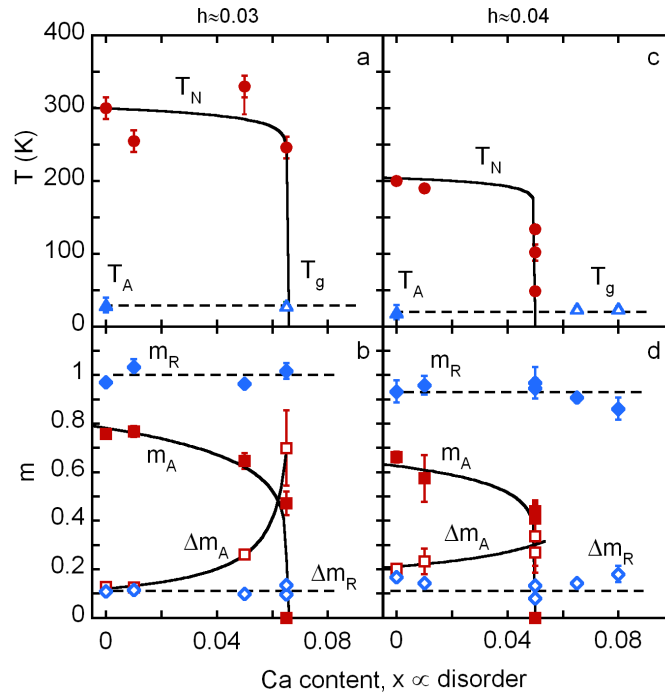 h≈0.03 h≈0.04
400 a c
300 T_N
T (K)
200 T_N
100
T_A T_g T_A T_g
0
b d
1 m_R m_R
0.8
m_A m_A
0.6
m
0.4
Δm_A Δm_A Δm_R
0.2 Δm_R
0
0 0.04 0.08 0 0.04 0.08
Ca content, x ∝ disorder